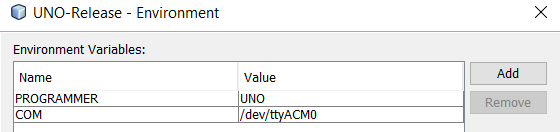 UNO-Release - Environment
Environment Variables:
Name Value Add
PROGRAMMER UNO Remove
COM /dev/ttyACM0